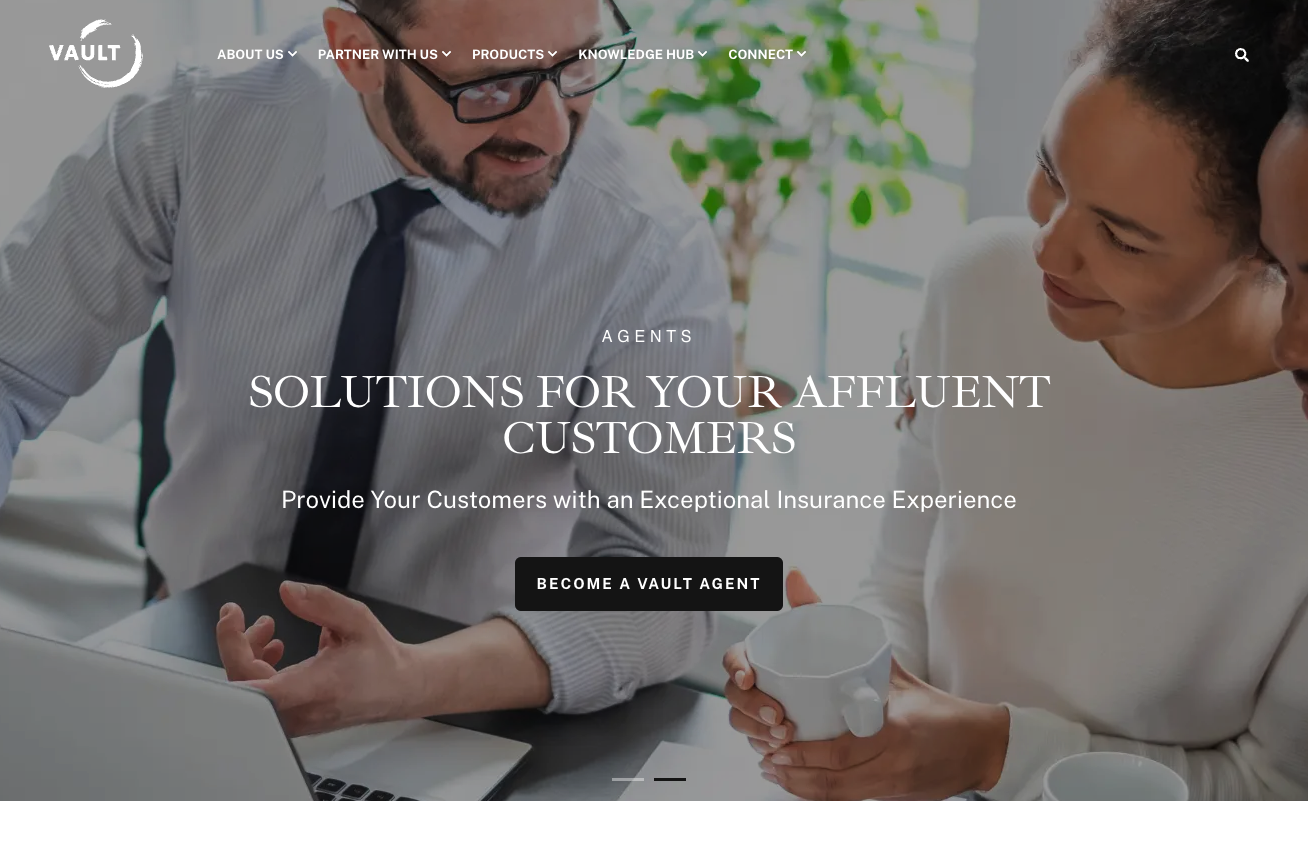 VAULT
ABOUT US
PARTNER WITH US
PRODUCTS
KNOWLEDGE HUB
CONNECT
AGENTS
SOLUTIONS FOR YOUR AFFLUENT
CUSTOMERS
Provide Your Customers with an Exceptional Insurance Experience
BECOME A VAULT AGENT